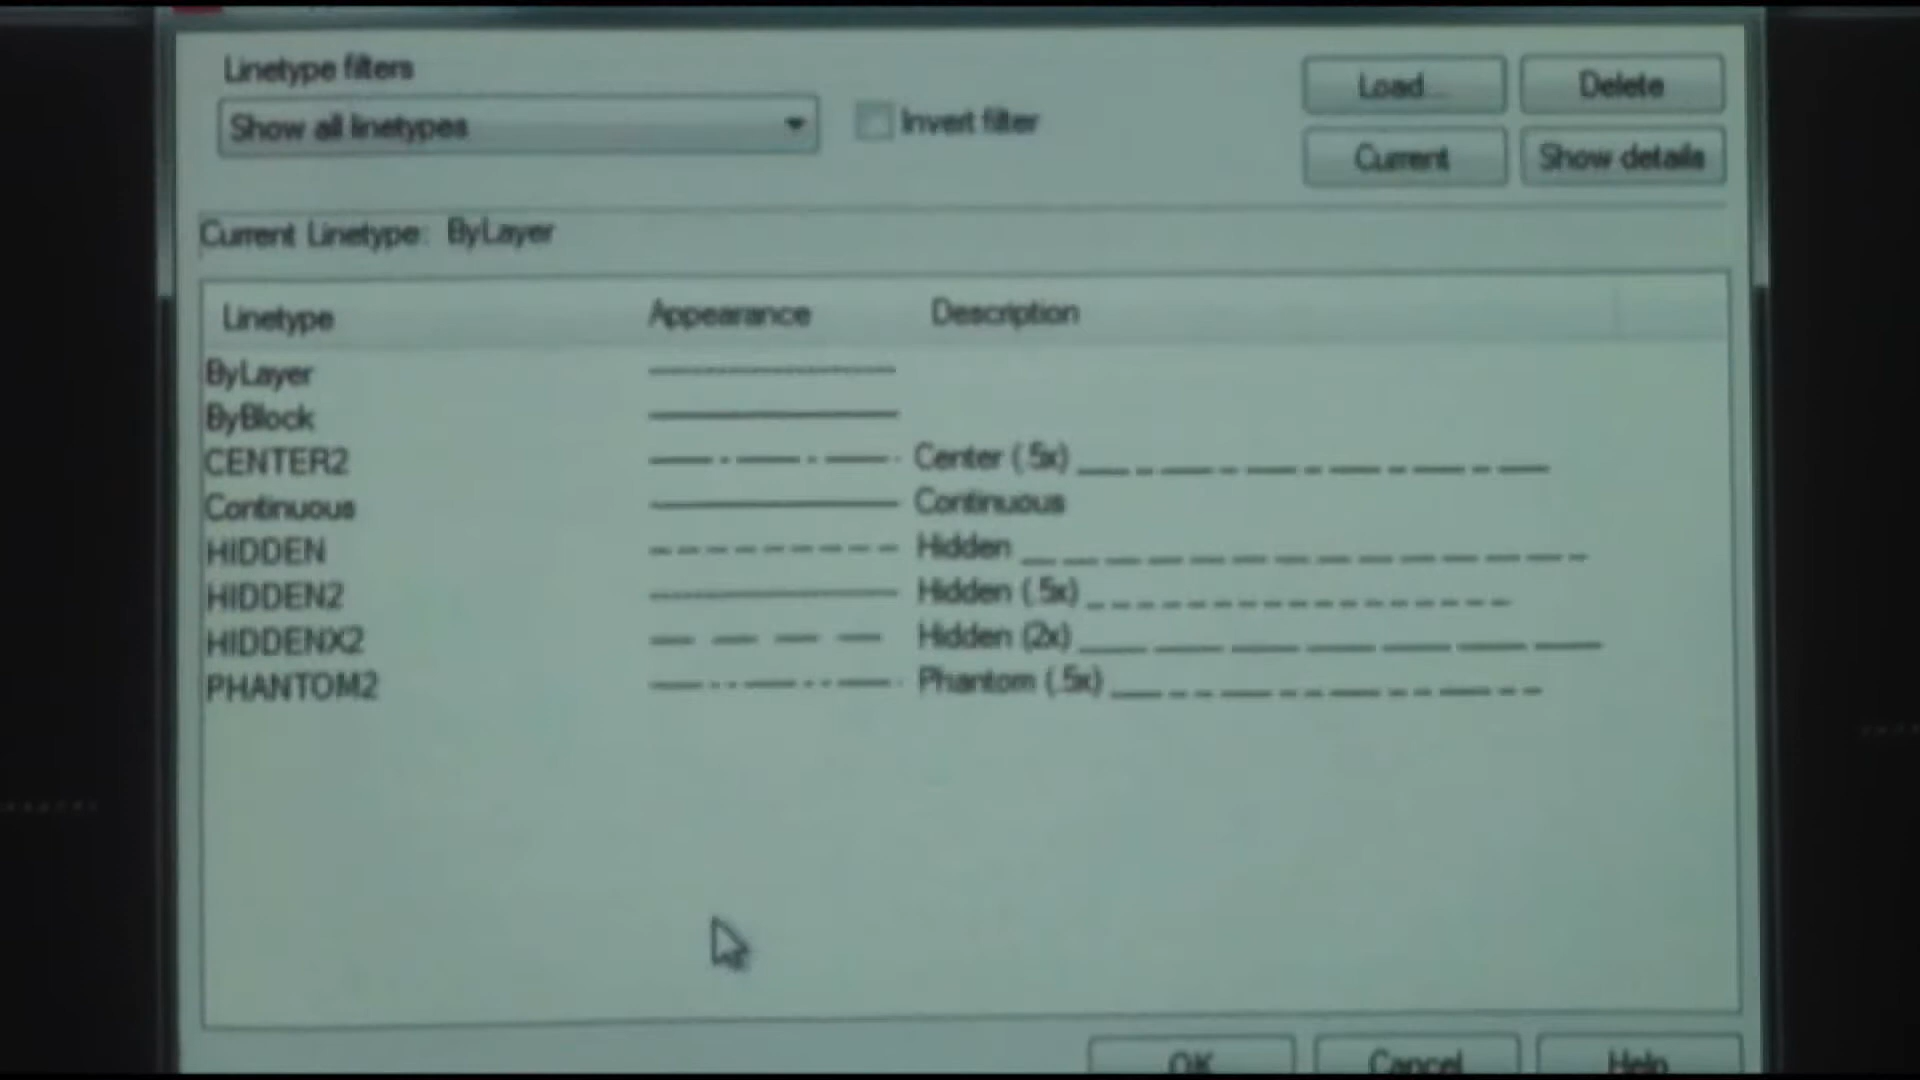 Linetype filters
Show all linetypes
Invert filter
Load...
Delete
Current
Show details
Current Linetype: ByLayer
Linetype Appearance Description
ByLayer
ByBlock
CENTER2 Center (.5x)
Continuous Continuous
HIDDEN Hidden
HIDDEN2 Hidden (.5x)
HIDDENX2 Hidden (2x)
PHANTOM2 Phantom (.5x)
OK Cancel Help